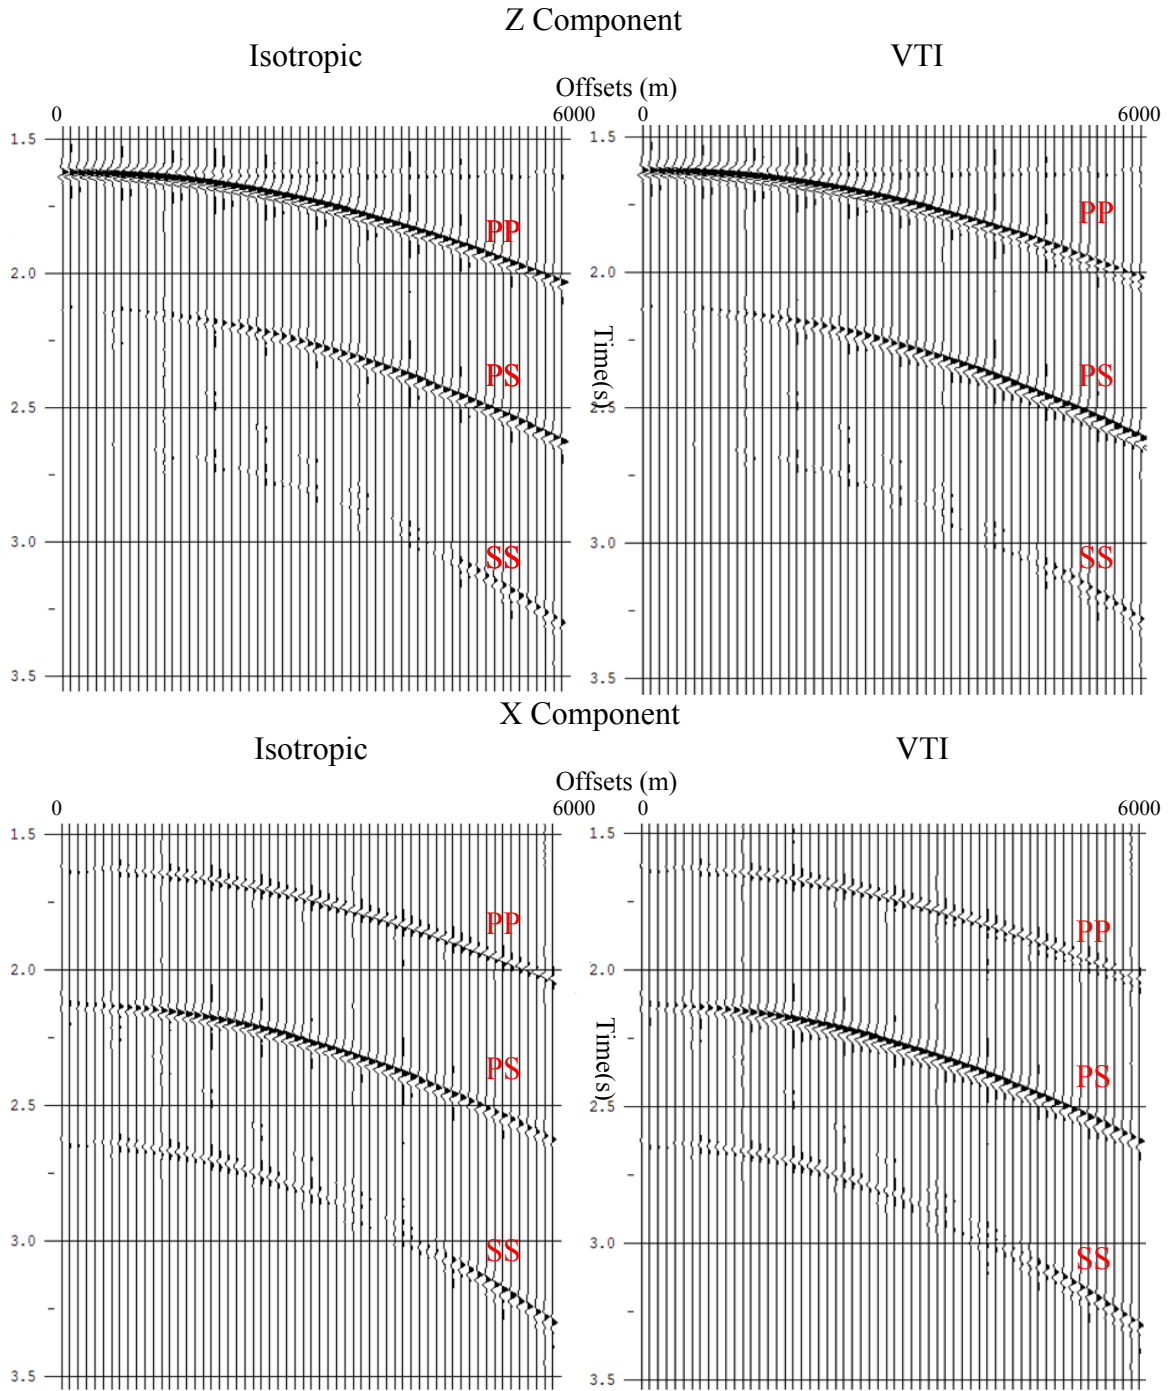 Z Component
Isotropic VTI
Offsets (m)
0 6000 0 6000
1.5 1.5
PP PP
2.0 2.0
Time(s)
PS PS
2.5 2.5
3.0 3.0
SS SS
3.5 3.5
X Component
Isotropic VTI
Offsets (m)
0 6000 0 6000
1.5 1.5
PP PP
2.0 2.0
Time(s)
PS PS
2.5 2.5
3.0 3.0
SS SS
3.5 3.5